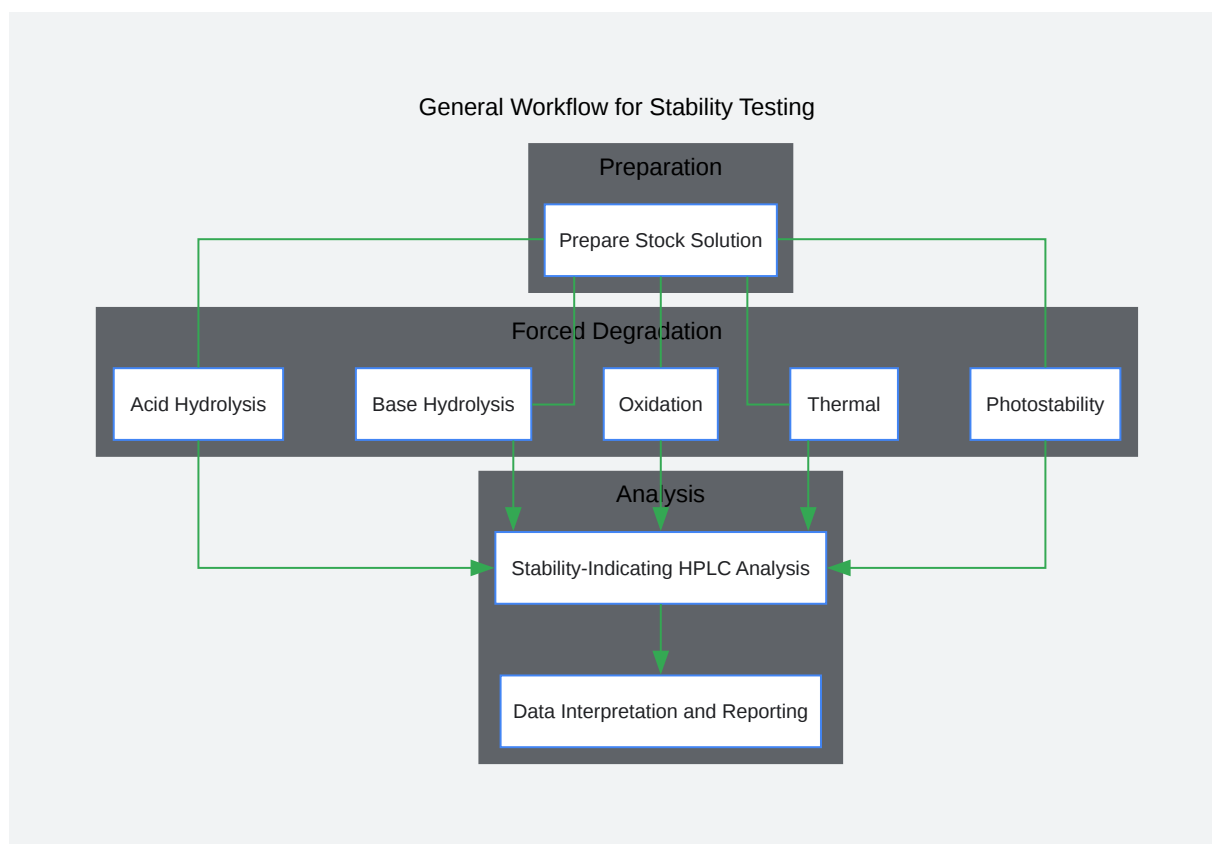 General Workflow for Stability Testing
Preparation
Prepare Stock Solution
Forced Degradation
Acid Hydrolysis
Base Hydrolysis
Oxidation
Thermal
Photostability
Analysis
Stability-Indicating HPLC Analysis
Data Interpretation and Reporting